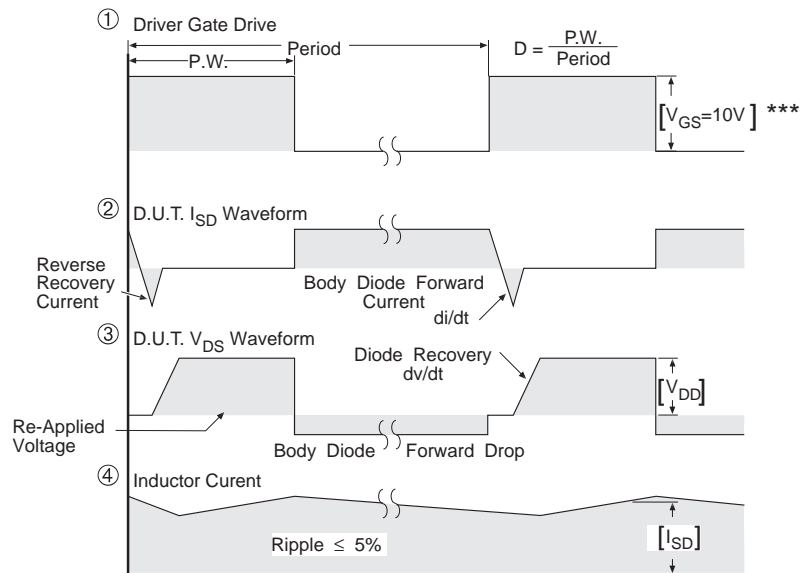 ① Driver Gate Drive
Period
P.W.
D = P.W. / Period
[VGS=10V] ***
② D.U.T. ISD Waveform
Reverse
Recovery
Current
Body Diode Forward
Current
di/dt
③ D.U.T. VDS Waveform
Diode Recovery
dv/dt
[VDD]
Re-Applied
Voltage
Body Diode Forward Drop
④ Inductor Curent
Ripple ≤ 5%
[ISD]